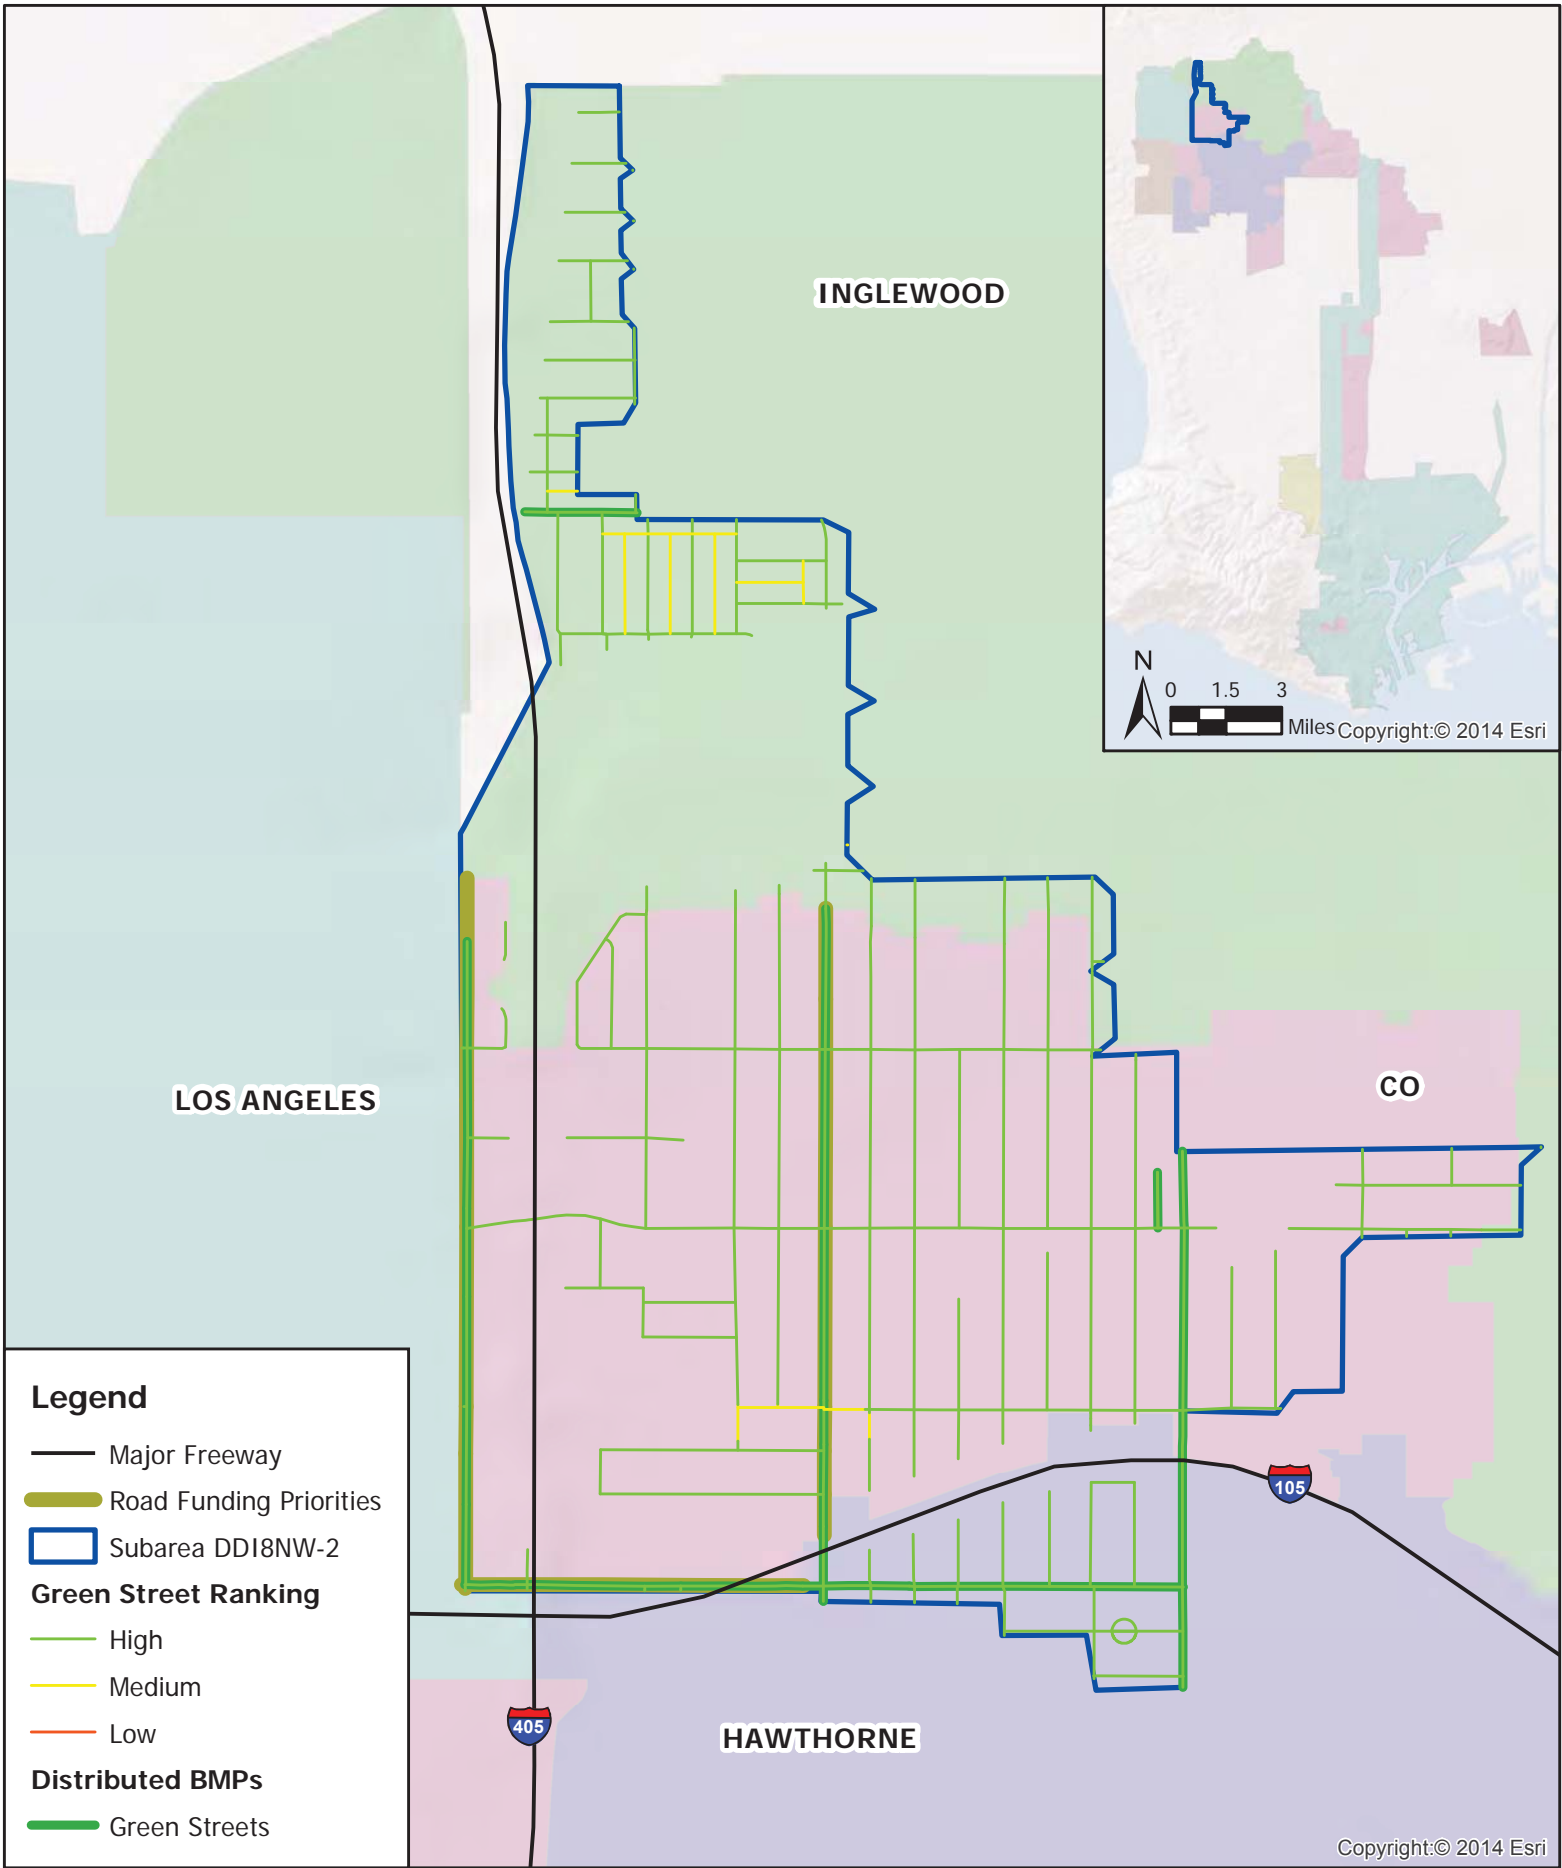 INGLEWOOD
N
0 1.5 3
Miles
Copyright:© 2014 Esri
LOS ANGELES
CO
105
Legend
Major Freeway
Road Funding Priorities
Subarea DDI8NW-2
Green Street Ranking
High
Medium
Low
Distributed BMPs
Green Streets
405
HAWTHORNE
Copyright:© 2014 Esri